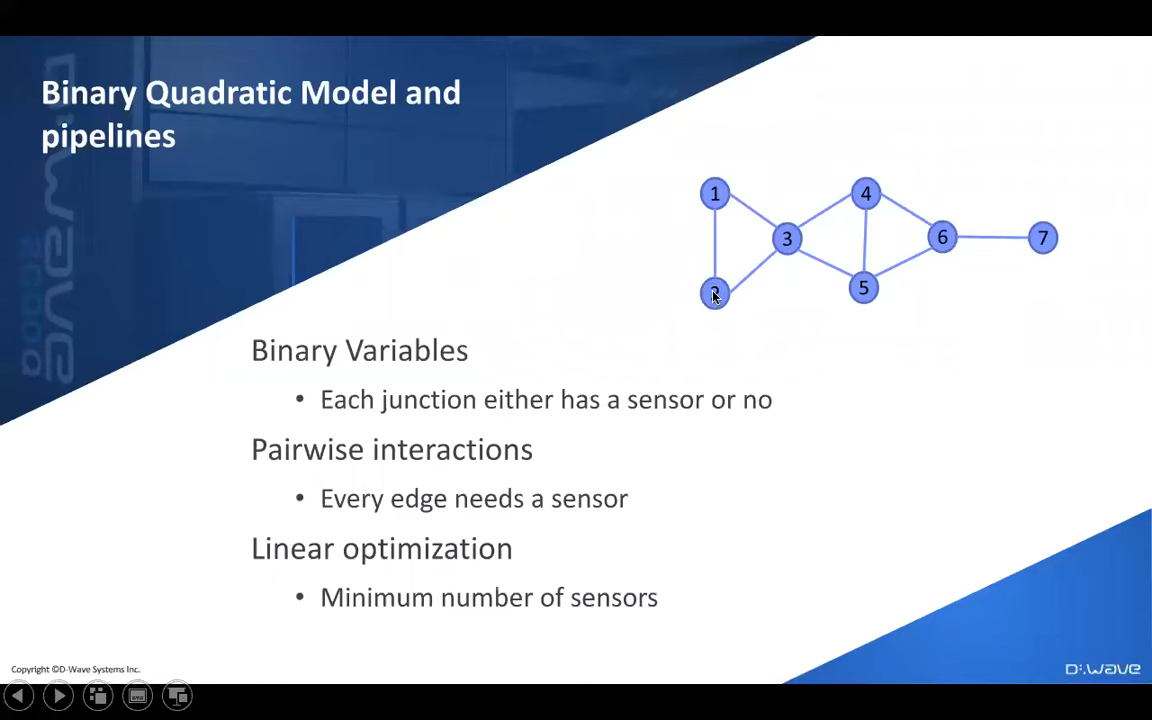 Binary Quadratic Model and
pipelines
1
4
3
6
7
5
Binary Variables
• Each junction either has a sensor or no
Pairwise interactions
• Every edge needs a sensor
Linear optimization
• Minimum number of sensors
Copyright ©D-Wave Systems Inc.
D:wave